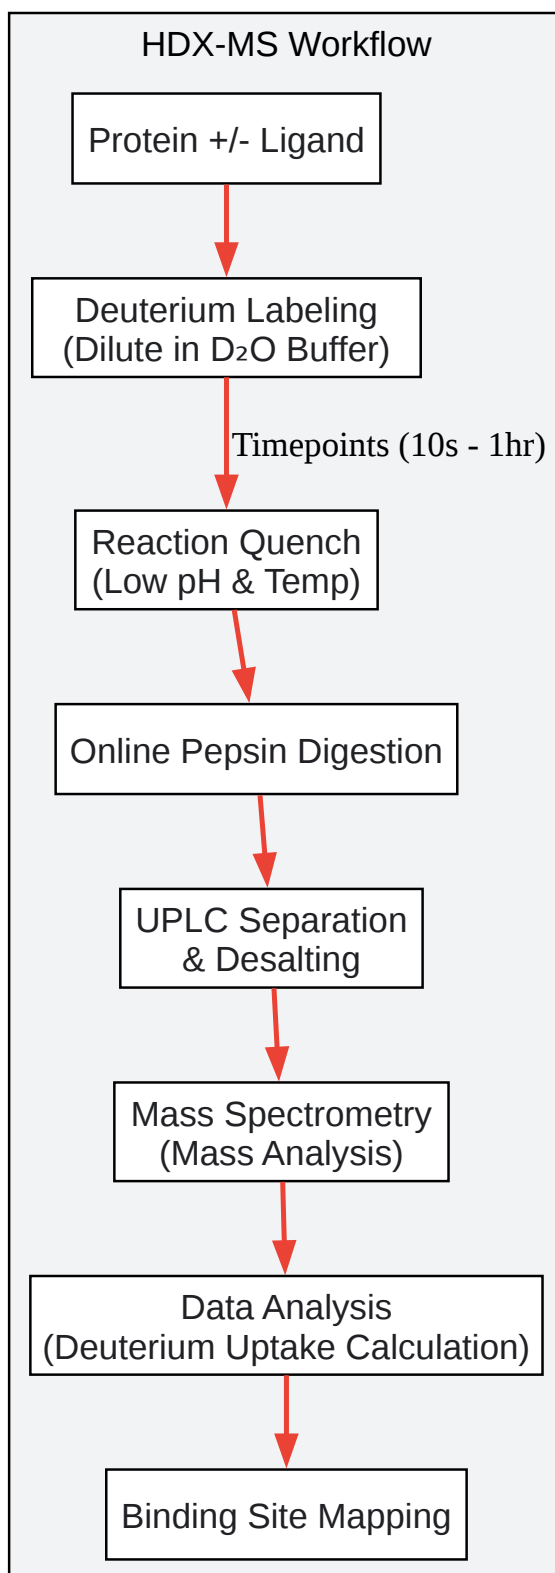 HDX-MS Workflow
Protein +/- Ligand
Deuterium Labeling
(Dilute in D₂O Buffer)
Timepoints (10s - 1hr)
Reaction Quench
(Low pH & Temp)
Online Pepsin Digestion
UPLC Separation
& Desalting
Mass Spectrometry
(Mass Analysis)
Data Analysis
(Deuterium Uptake Calculation)
Binding Site Mapping